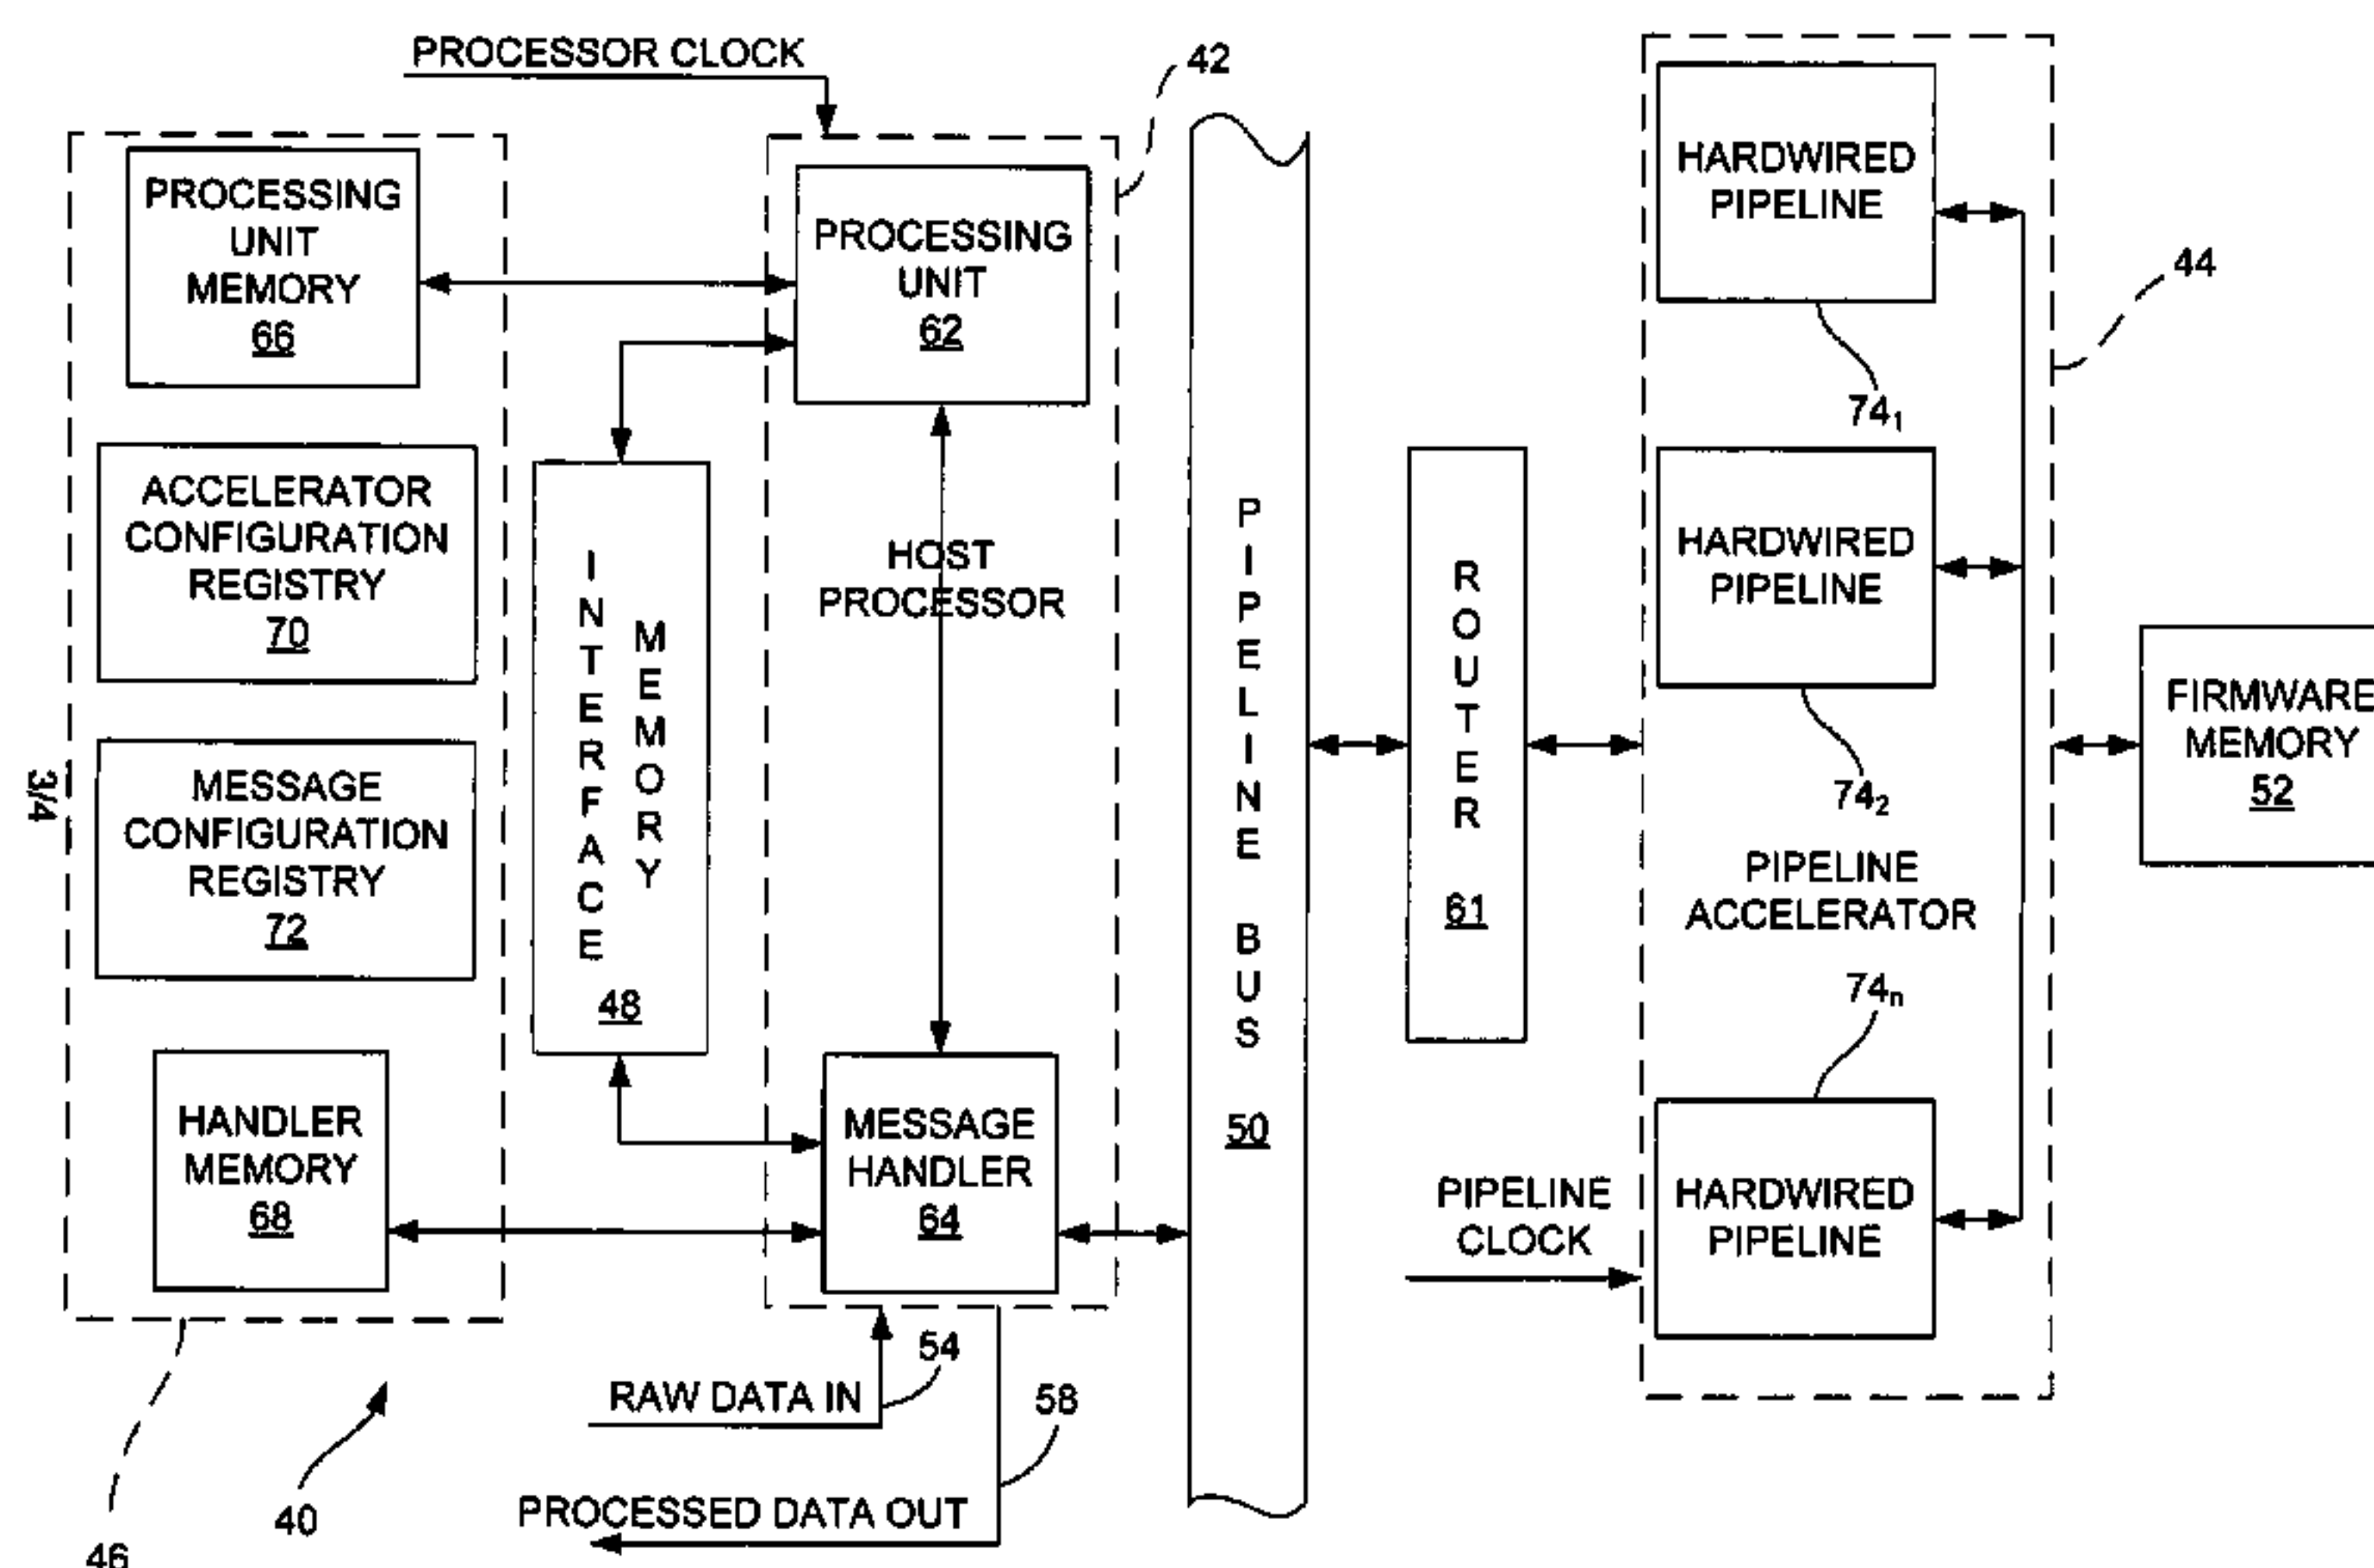 PROCESSOR CLOCK
42
PROCESSING
UNIT
MEMORY
66
ACCELERATOR
CONFIGURATION
REGISTRY
70
MESSAGE
CONFIGURATION
REGISTRY
72
HANDLER
MEMORY
68
3/4
46
40
INTERFACE
MEMORY
48
PROCESSING
UNIT
62
HOST
PROCESSOR
MESSAGE
HANDLER
64
RAW DATA IN
54
PROCESSED DATA OUT
58
PIPELINE BUS
50
ROUTER
61
HARDWIRED
PIPELINE
74₁
44
HARDWIRED
PIPELINE
74₂
PIPELINE
ACCELERATOR
74ₙ
HARDWIRED
PIPELINE
PIPELINE
CLOCK
FIRMWARE
MEMORY
52